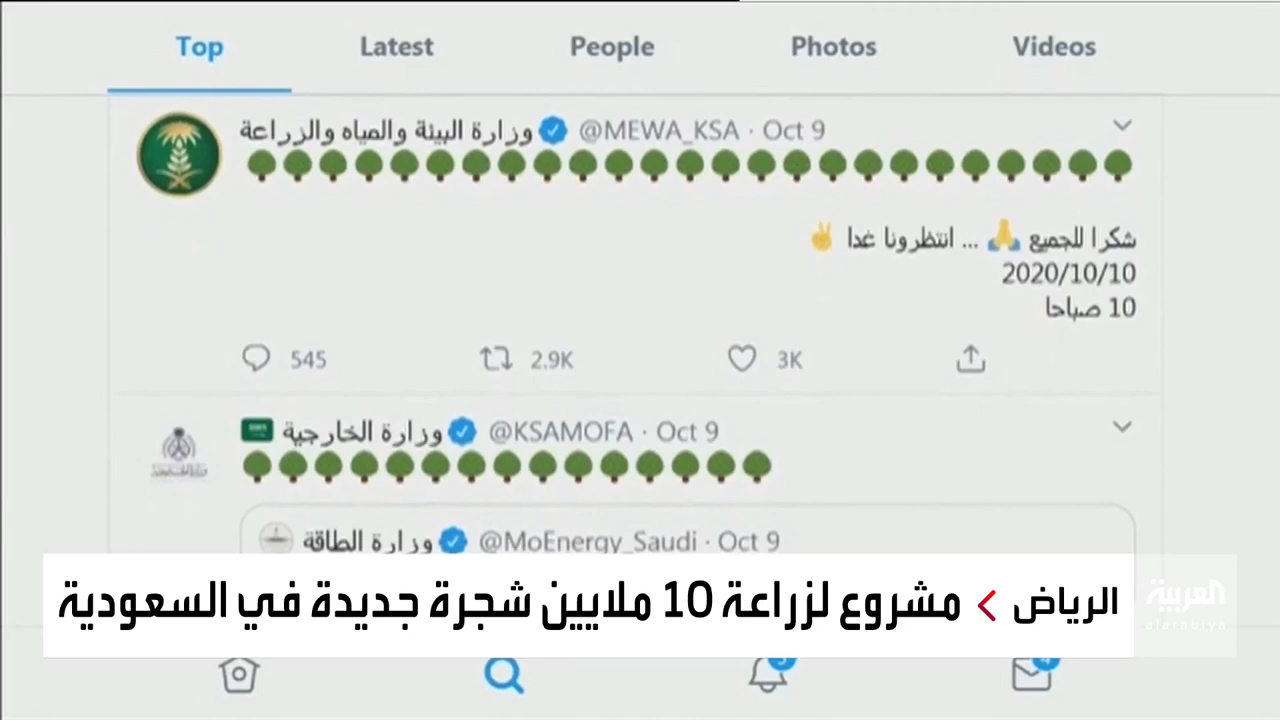 Top Latest People Photos Videos
وزارة البيئة والمياه والزراعة @MEWA_KSA · Oct 9
🌳🌳🌳🌳🌳🌳🌳🌳🌳🌳🌳🌳🌳🌳🌳🌳🌳🌳🌳🌳🌳🌳🌳🌳🌳
شكرا للجميع 🙏 ... انتظرونا غدا ✌
2020/10/10
10 صباحا
545 2.9K 3K
🇸🇦 وزارة الخارجية @KSAMOFA · Oct 9
🌳🌳🌳🌳🌳🌳🌳🌳🌳🌳🌳🌳🌳🌳🌳
وزارة الطاقة @MoEnergy_Saudi · Oct 9
الرياض > مشروع لزراعة 10 ملايين شجرة جديدة في السعودية
العربية
alarabiya